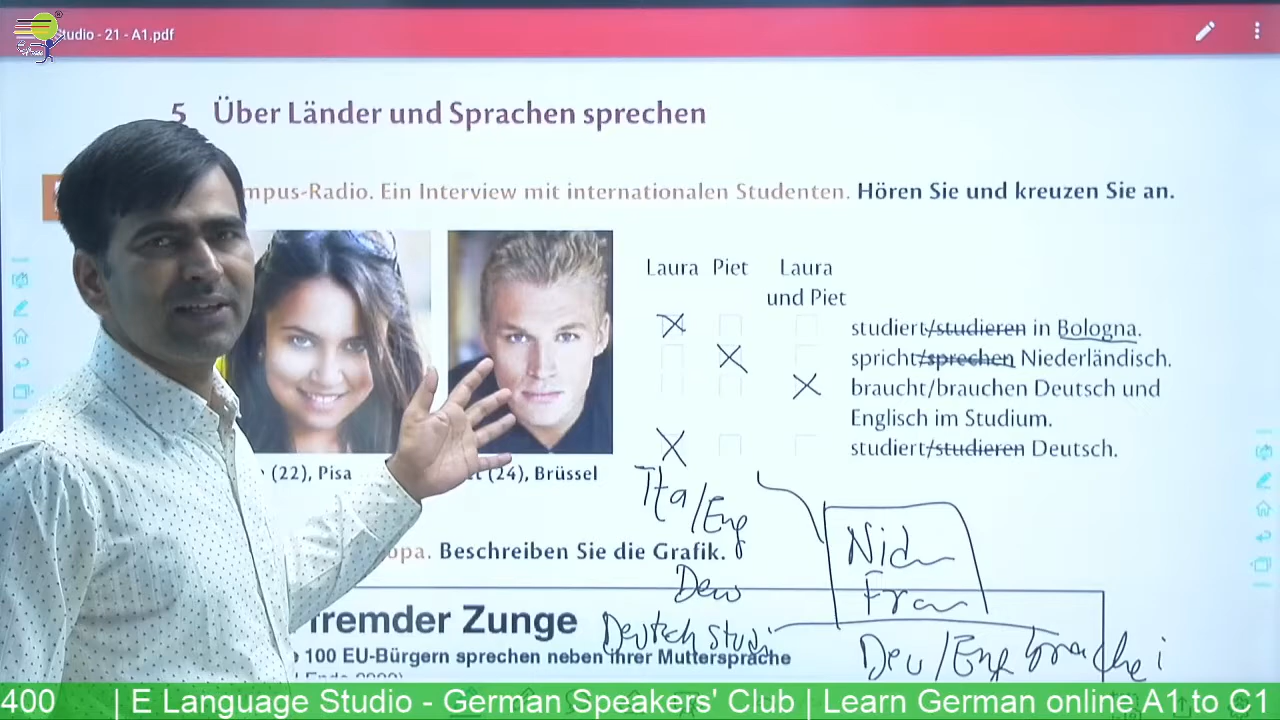 tudio - 21 - A1.pdf
5 Über Länder und Sprachen sprechen
mpus-Radio. Ein Interview mit internationalen Studenten. Hören Sie und kreuzen Sie an.
Laura Piet Laura und Piet
studiert/studieren in Bologna.
spricht/sprechen Niederländisch.
braucht/brauchen Deutsch und
Englisch im Studium.
studiert/studieren Deutsch.
(22), Pisa
(24), Brüssel
Ita/Eng
opa. Beschreiben Sie die Grafik.
Deu
fremder Zunge
Deutsch studi
100 EU-Bürgern sprechen neben ihrer Muttersprache
Fran
Deu/Eng
400 | E Language Studio - German Speakers' Club | Learn German online A1 to C1